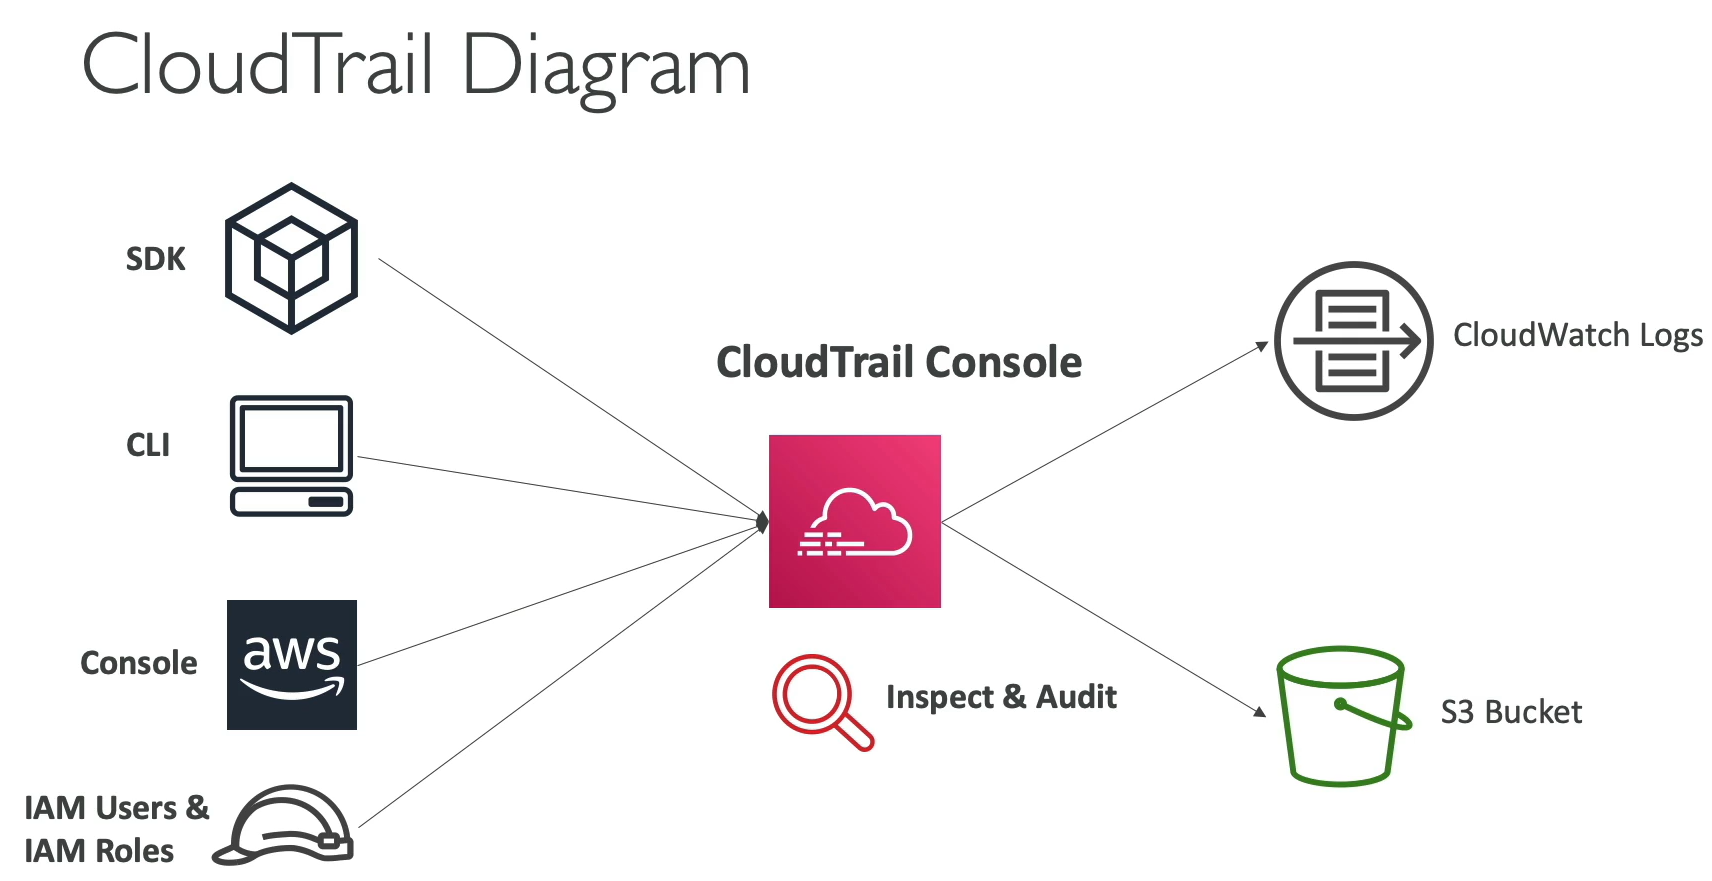 CloudTrail Diagram
SDK
CLI
Console
aws
IAM Users &
IAM Roles
CloudTrail Console
Inspect & Audit
CloudWatch Logs
S3 Bucket